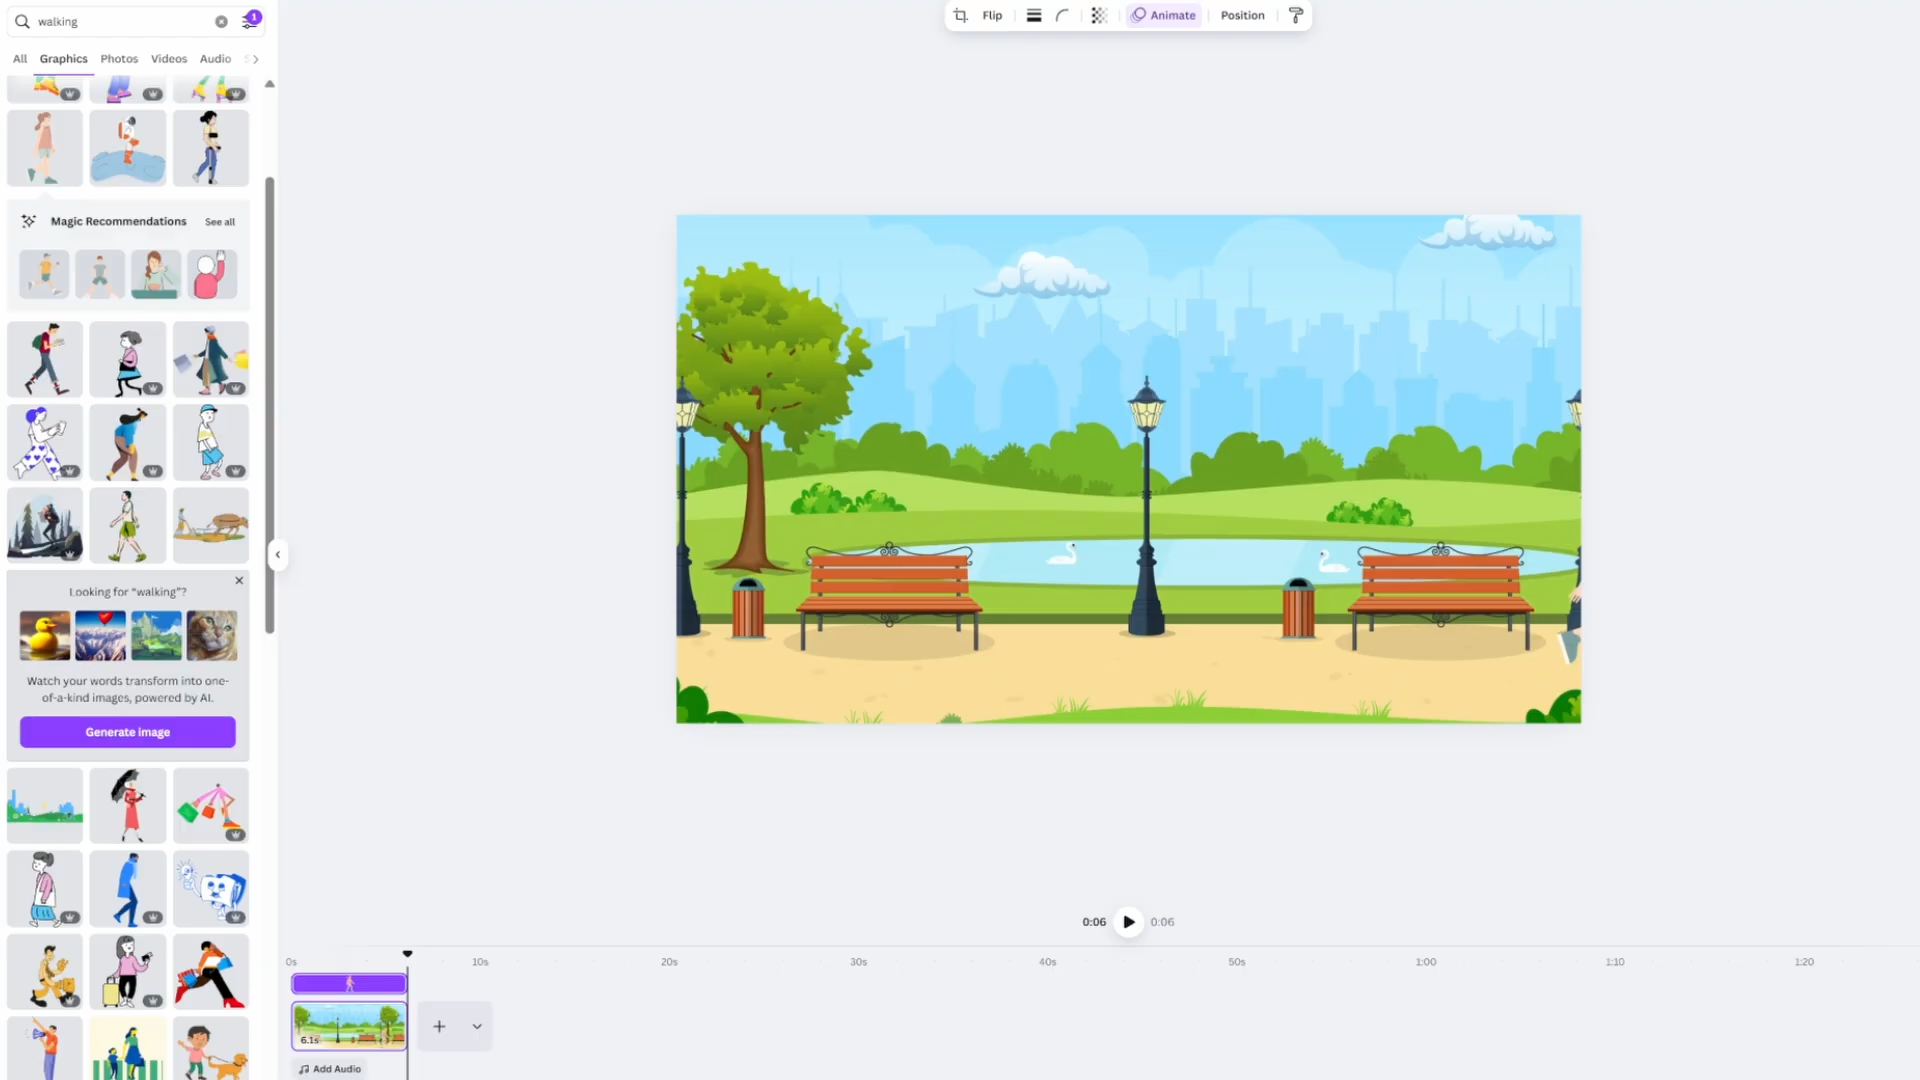 walking
1
Flip
Animate
Position
All
Graphics
Photos
Videos
Audio
Magic Recommendations
See all
Looking for “walking”?
Watch your words transform into one-
of-a-kind images, powered by AI.
Generate image
0:06
0:06
0s
10s
20s
30s
40s
50s
1:00
1:10
1:20
6.1s
Add Audio